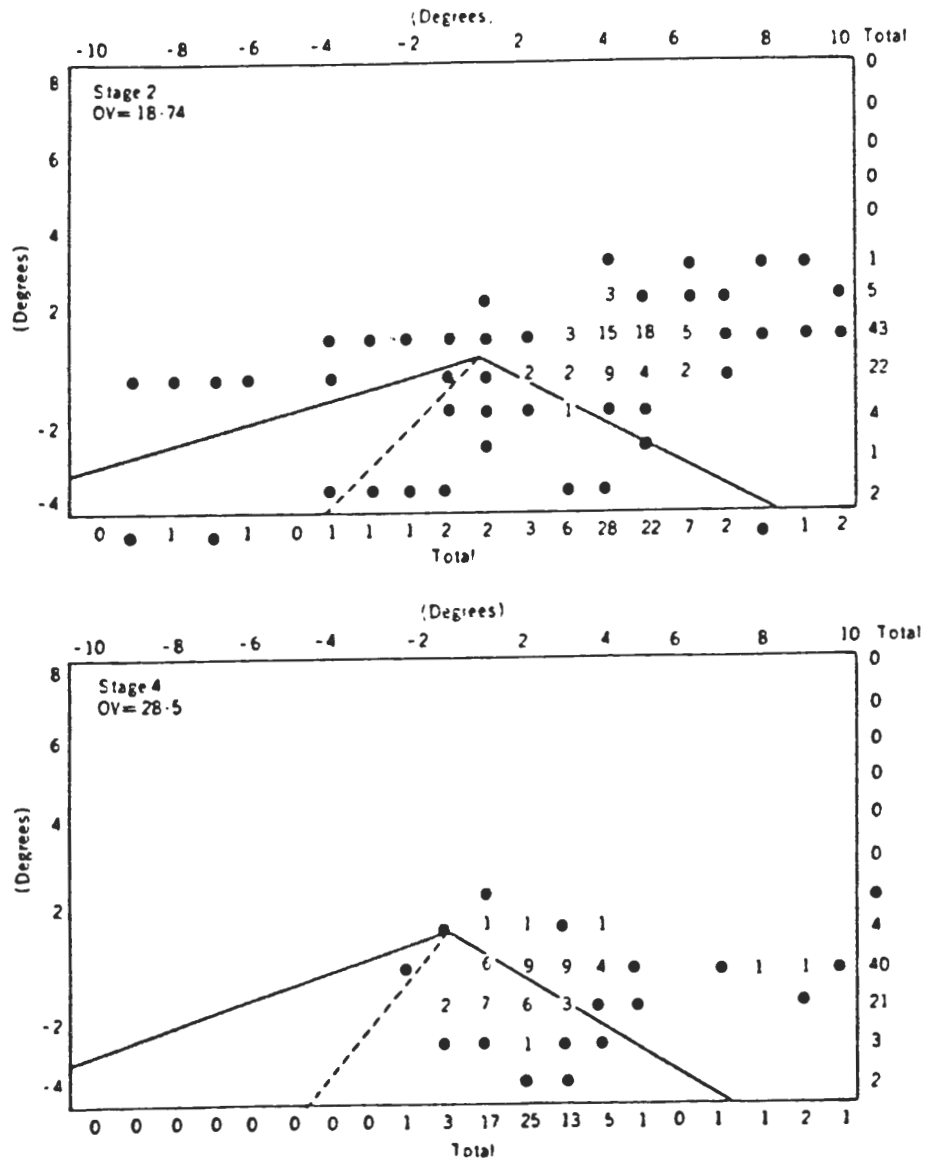 (Degrees.
-10 -8 -6 -4 -2 2 4 6 8 10 Total
8 0
Stage 2
OV= 18·74
0
0
6 0
0
4
1
3 5
(Degrees)
2
3 15 18 5 43
2 2 9 4 2 22
1 4
-2
1
2
-4
0 1 1 0 1 1 1 2 2 3 6 28 22 7 2 1 2
Total
(Degrees)
-10 -8 -6 -4 -2 2 4 6 8 10 Total
8 0
Stage 4
OV= 28·5
0
6 0
0
4 0
(Degrees)
0
2
1 1 1 4
6 9 9 4 1 1 40
2 7 6 3 21
-2
1 3
-4 2
0 0 0 0 0 0 0 1 3 17 25 13 5 1 0 1 1 2 1
Total